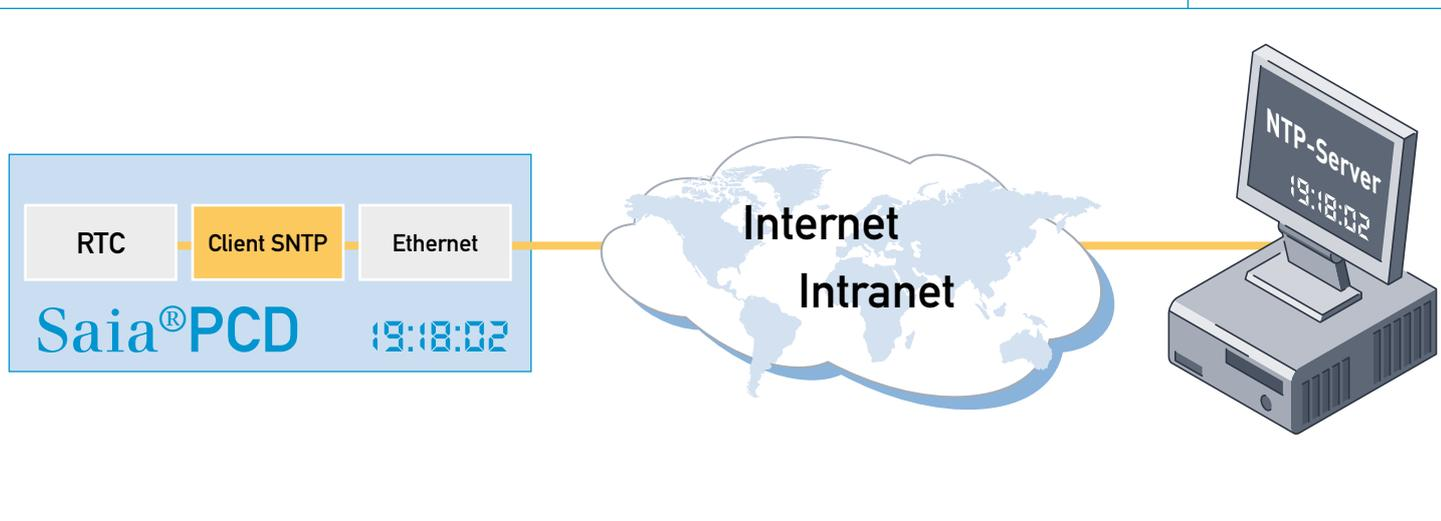 RTC
Client SNTP
Ethernet
Saia®PCD
19:18:02
Internet
Intranet
NTP-Server
19:18:02